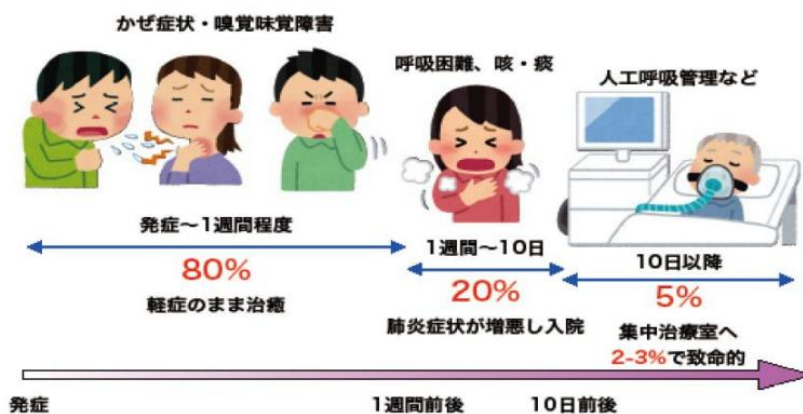 かぜ症状・嗅覚味覚障害
呼吸困難、咳・痰
人工呼吸管理など
発症〜1週間程度
80%
軽症のまま治癒
1週間〜10日
20%
肺炎症状が増悪し入院
10日以降
5%
集中治療室へ
2-3%で致命的
発症
1週間前後
10日前後